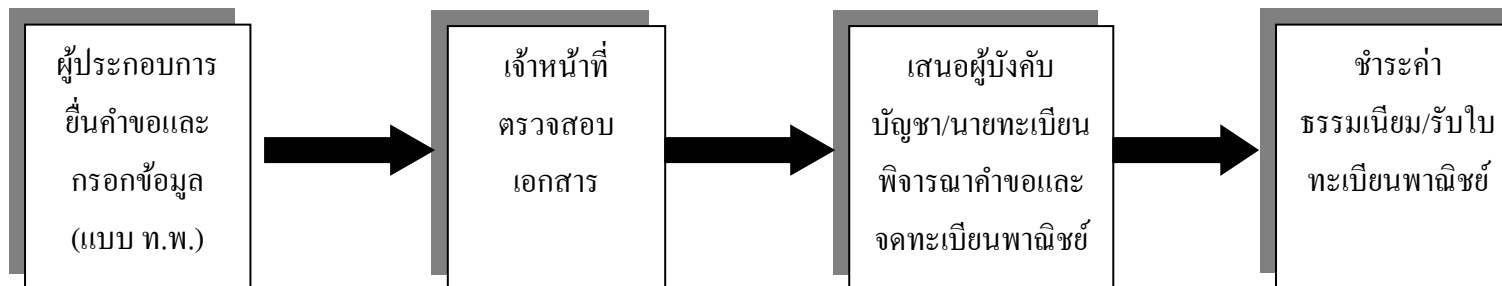 ผู้ประกอบการ
ยื่นคำขอและ
กรอกข้อมูล
(แบบ ท.พ.)
เจ้าหน้าที่
ตรวจสอบ
เอกสาร
เสนอผู้บังคับ
บัญชา/นายทะเบียน
พิจารณาคำขอและ
จดทะเบียนพาณิชย์
ชำระค่า
ธรรมเนียม/รับใบ
ทะเบียนพาณิชย์